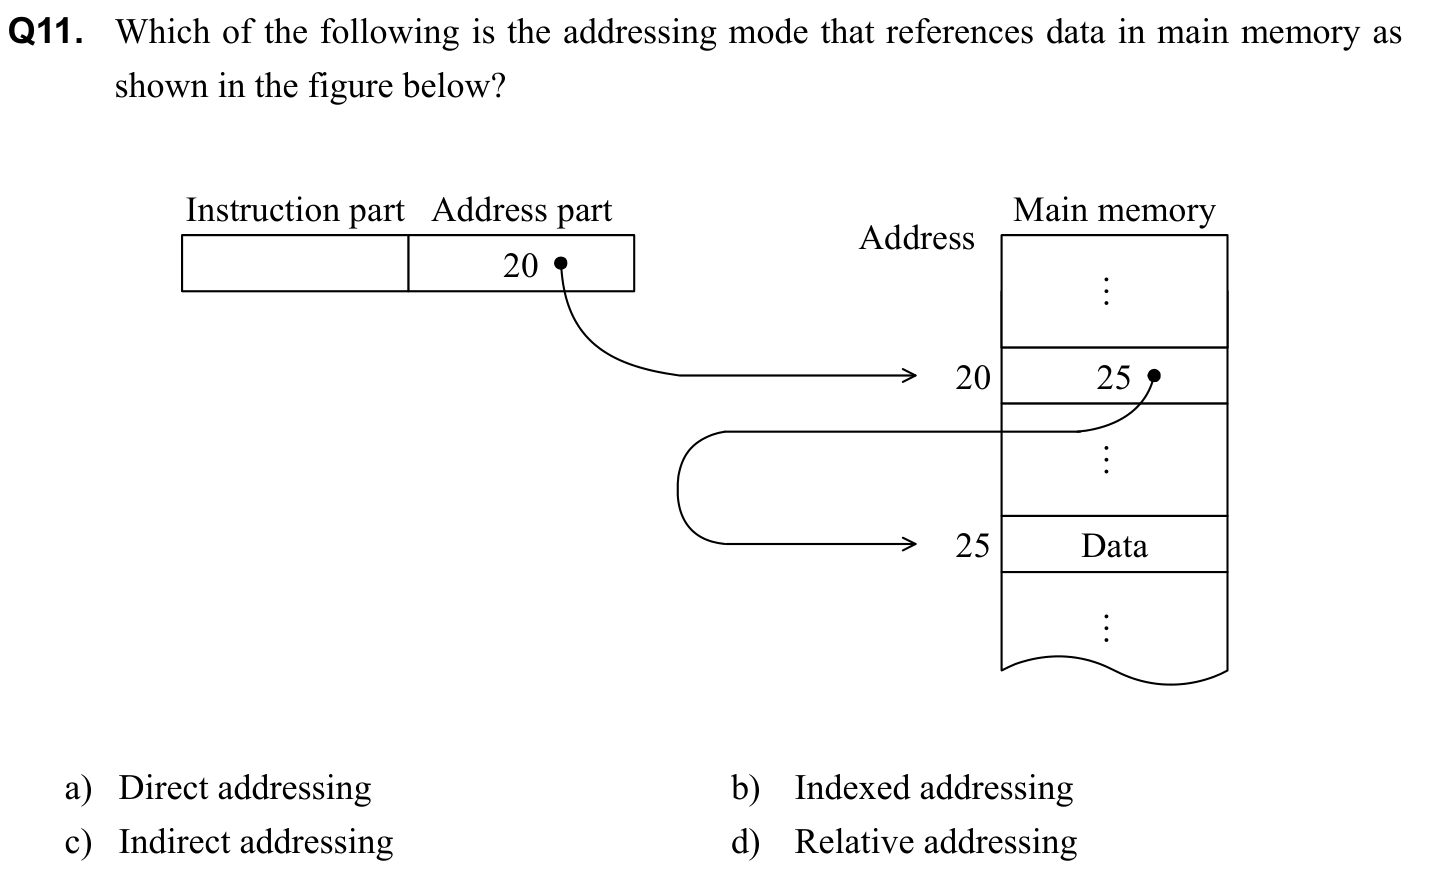 Q11. Which of the following is the addressing mode that references data in main memory as
shown in the figure below?
Instruction part Address part
Main memory
Address
20
⋮
20 25
⋮
25 Data
⋮
a) Direct addressing b) Indexed addressing
c) Indirect addressing d) Relative addressing